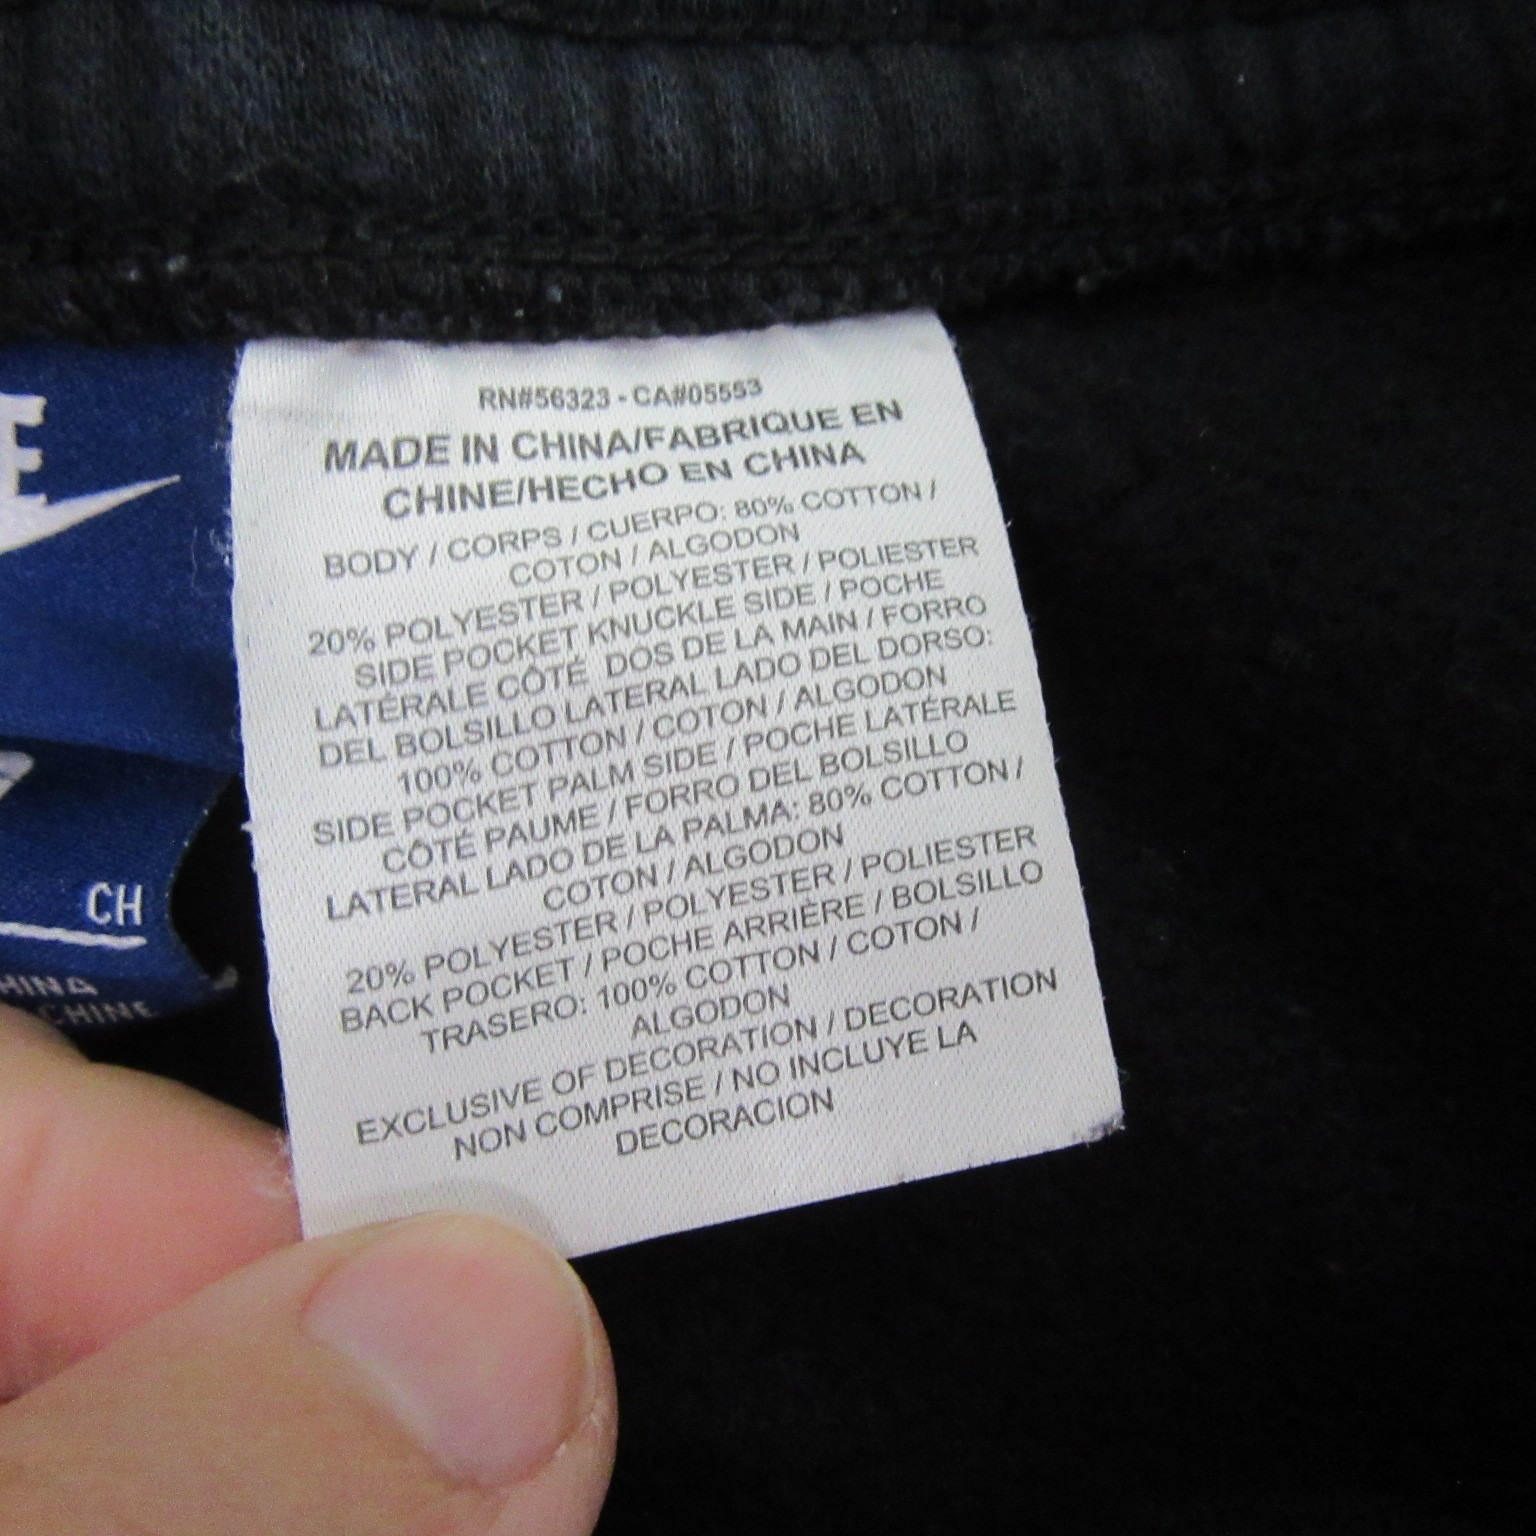 RN#56323 - CA#05553
MADE IN CHINA/FABRIQUE EN
CHINE/HECHO EN CHINA
BODY / CORPS / CUERPO: 80% COTTON /
COTON / ALGODON
20% POLYESTER / POLYESTER / POLIESTER
SIDE POCKET KNUCKLE SIDE / POCHE
LATÉRALE CÔTÉ DOS DE LA MAIN / FORRO
DEL BOLSILLO LATERAL LADO DEL DORSO:
100% COTTON / COTON / ALGODON
SIDE POCKET PALM SIDE / POCHE LATÉRALE
CÔTÉ PAUME / FORRO DEL BOLSILLO
LATERAL LADO DE LA PALMA: 80% COTTON /
COTON / ALGODON
20% POLYESTER / POLYESTER / POLIESTER
BACK POCKET / POCHE ARRIÈRE / BOLSILLO
TRASERO: 100% COTTON / COTON /
ALGODON
EXCLUSIVE OF DECORATION / DECORATION
NON COMPRISE / NO INCLUYE LA
DECORACION
CH
CHINE